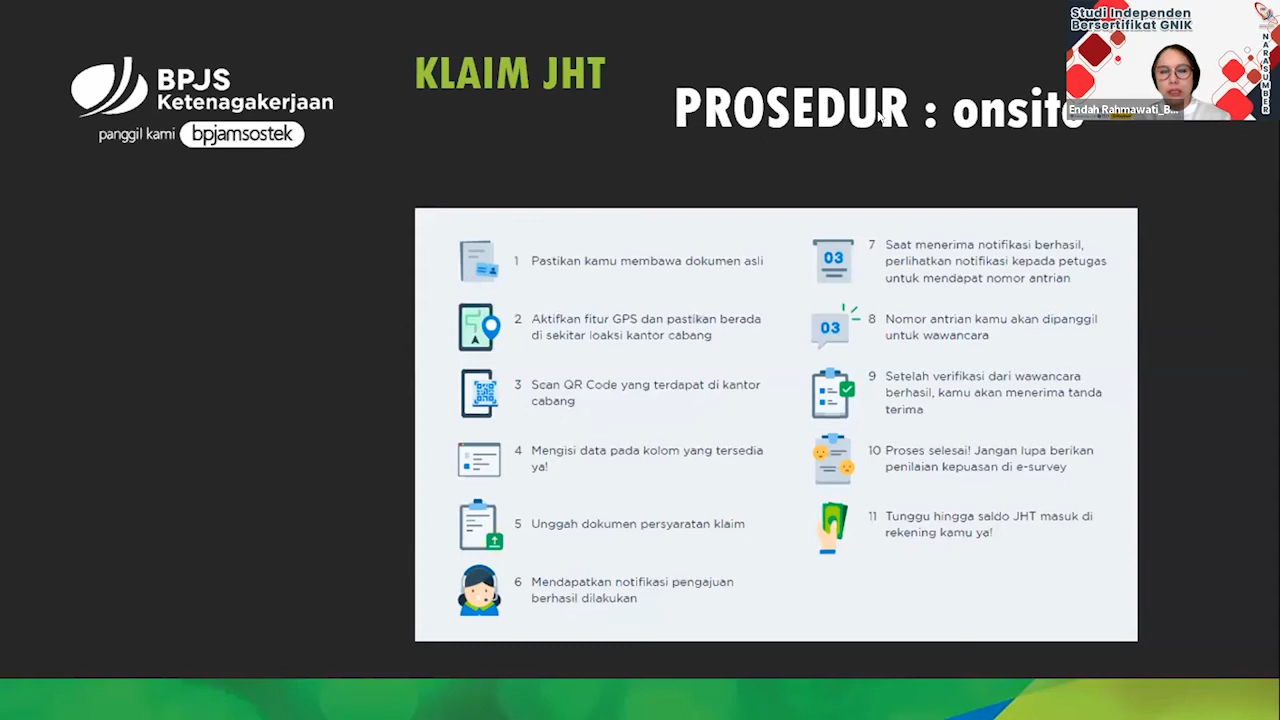 BPJS
Ketenagakerjaan
panggil kami bpjamsostek
KLAIM JHT
PROSEDUR : onsite
Studi Independen
Bersertifikat GNIK
NARASUMBER
Endah Rahmawati_B...
1 Pastikan kamu membawa dokumen asli
2 Aktifkan fitur GPS dan pastikan berada
di sekitar loaksi kantor cabang
3 Scan QR Code yang terdapat di kantor
cabang
4 Mengisi data pada kolom yang tersedia
ya!
5 Unggah dokumen persyaratan klaim
6 Mendapatkan notifikasi pengajuan
berhasil dilakukan
03
7 Saat menerima notifikasi berhasil,
perlihatkan notifikasi kepada petugas
untuk mendapat nomor antrian
03
8 Nomor antrian kamu akan dipanggil
untuk wawancara
9 Setelah verifikasi dari wawancara
berhasil, kamu akan menerima tanda
terima
10 Proses selesai! Jangan lupa berikan
penilaian kepuasan di e-survey
11 Tunggu hingga saldo JHT masuk di
rekening kamu ya!